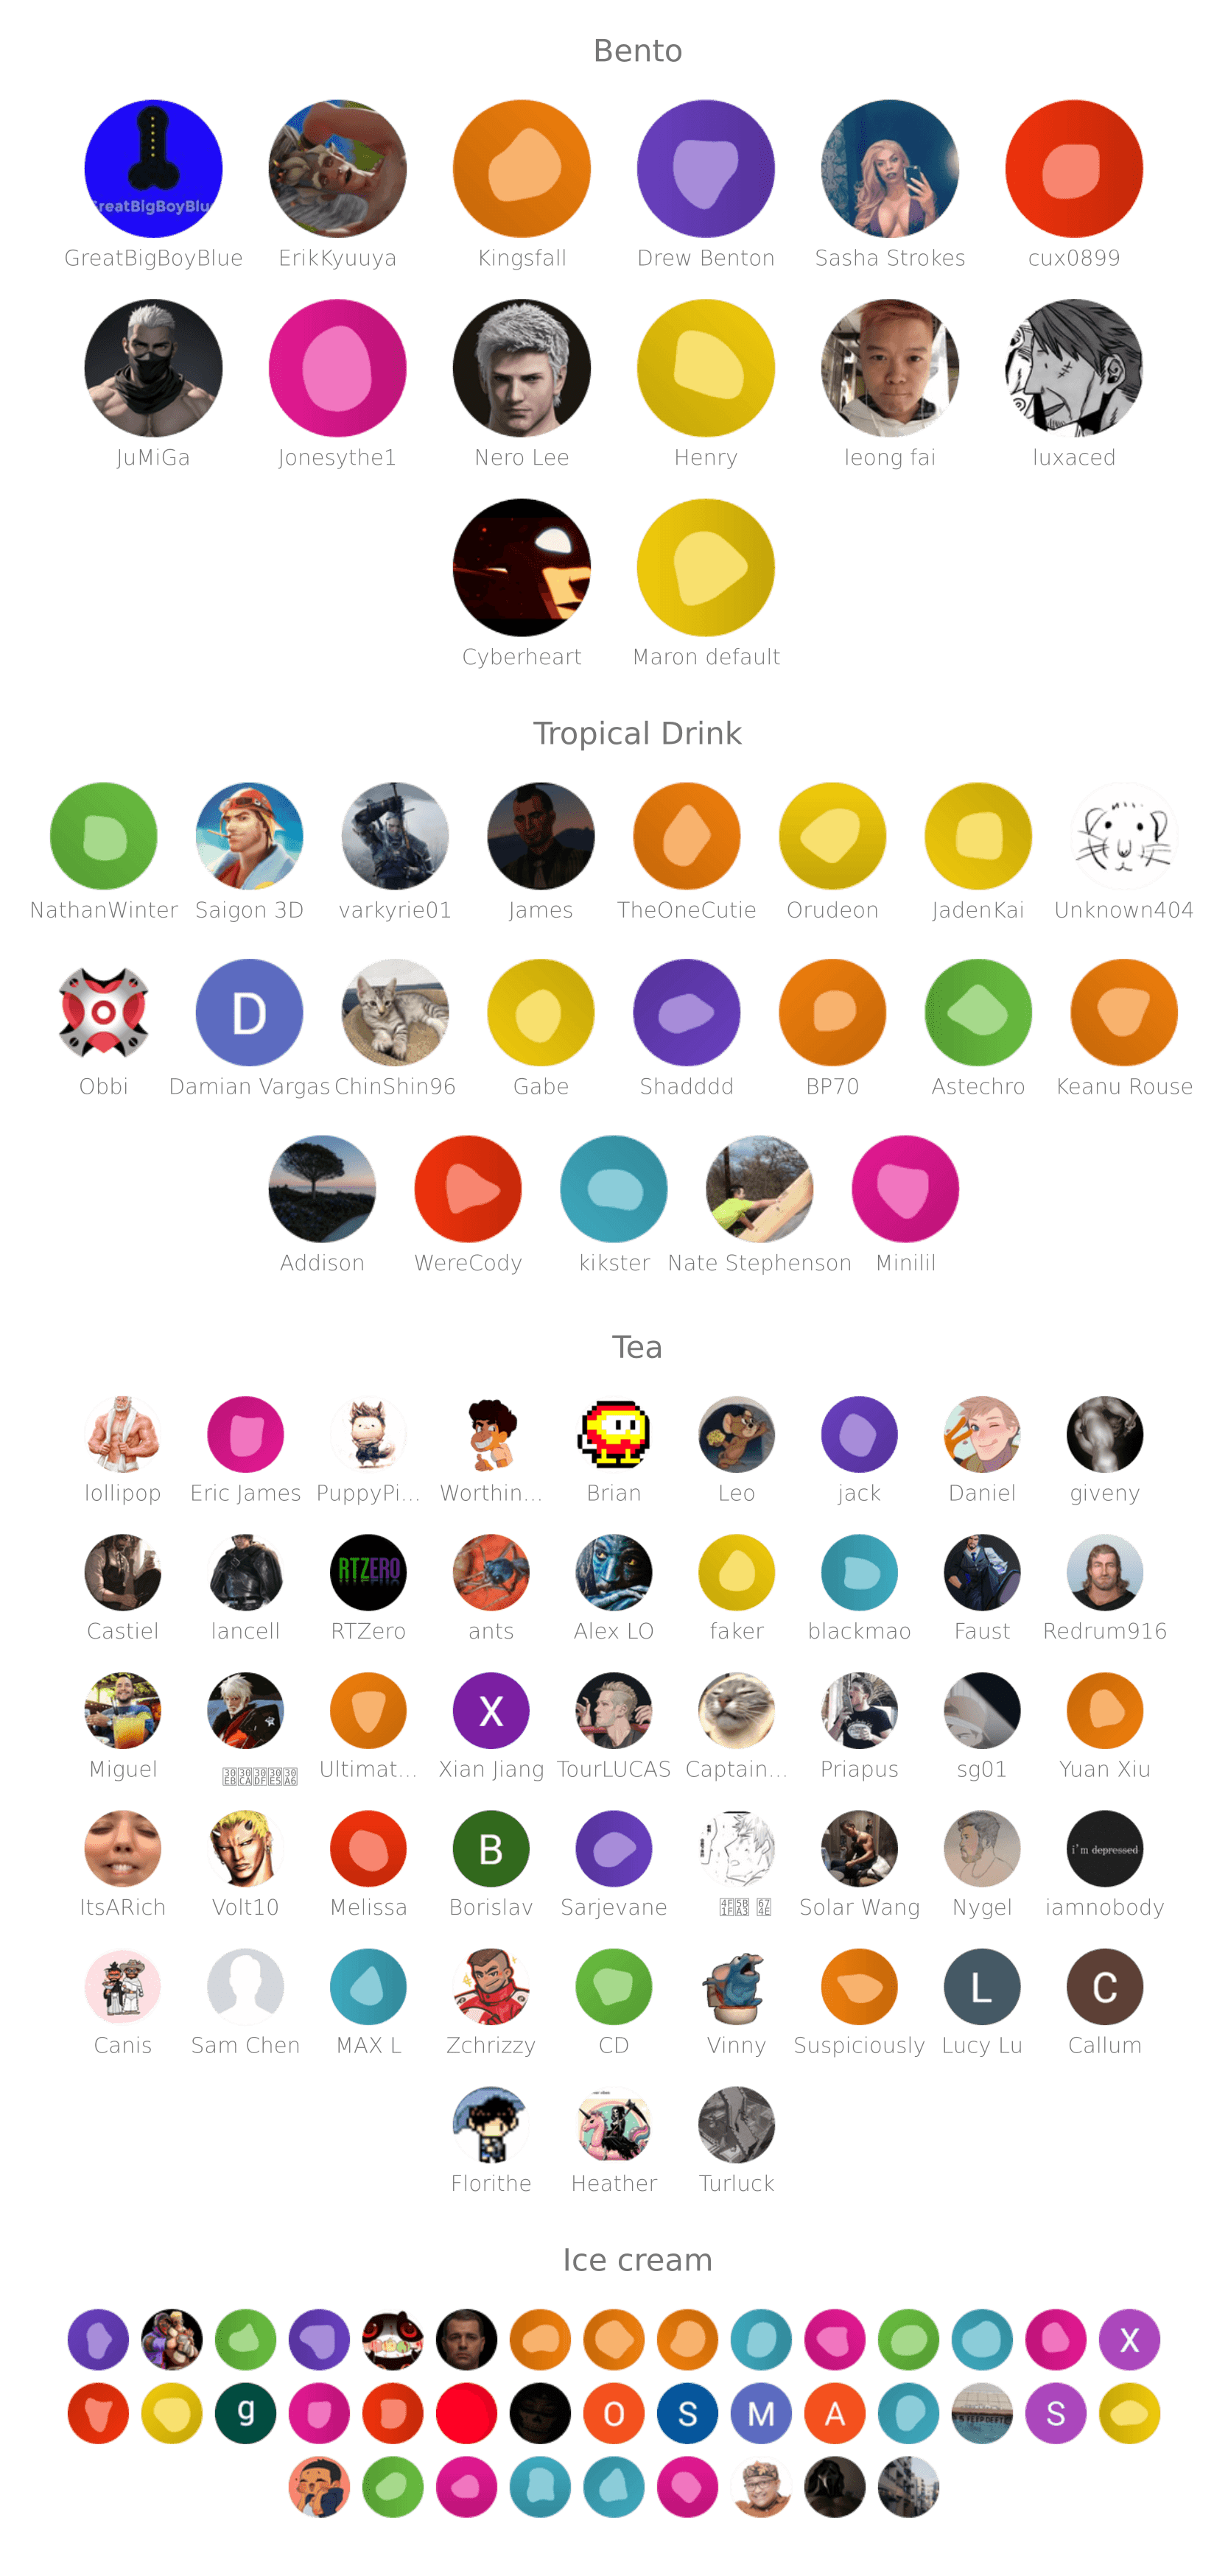 Bento
GreatBigBoyBlu
GreatBigBoyBlue ErikKyuuya Kingsfall Drew Benton Sasha Strokes cux0899
JuMiGa Jonesythe1 Nero Lee Henry leong fai luxaced
Cyberheart Maron default
Tropical Drink
NathanWinter Saigon 3D varkyrie01 James TheOneCutie Orudeon JadenKai Unknown404
D
Obbi Damian Vargas ChinShin96 Gabe Shadddd BP70 Astechro Keanu Rouse
Addison WereCody kikster Nate Stephenson Minilil
Tea
lollipop Eric James PuppyPi... Worthin... Brian Leo jack Daniel giveny
RTZERO
Castiel lancell RTZero ants Alex LO faker blackmao Faust Redrum916
X
Miguel Ultimat... Xian Jiang TourLUCAS Captain... Priapus sg01 Yuan Xiu
B i'm depressed
ItsARich Volt10 Melissa Borislav Sarjevane Solar Wang Nygel iamnobody
L C
Canis Sam Chen MAX L Zchrizzy CD Vinny Suspiciously Lucy Lu Callum
Florithe Heather Turluck
Ice cream
X
g O S M A S